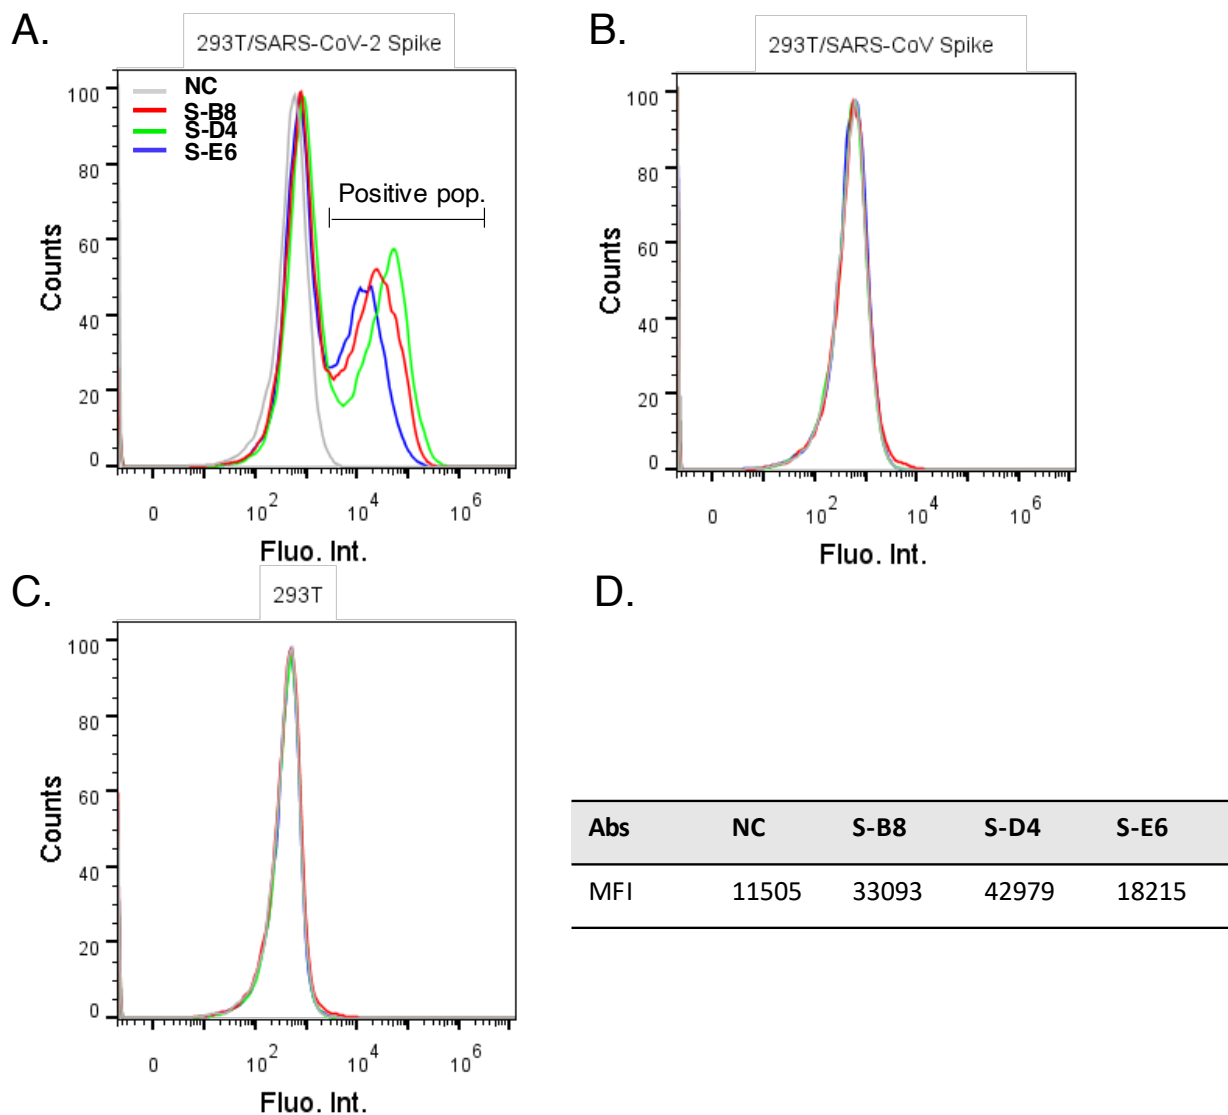 A.
293T/SARS-CoV-2 Spike
NC
S-B8
S-D4
S-E6
Positive pop.
100
80
60
40
20
0
Counts
0 10^2 10^4 10^6
Fluo. Int.
B.
293T/SARS-CoV Spike
100
80
60
40
20
0
Counts
0 10^2 10^4 10^6
Fluo. Int.
C.
293T
100
80
60
40
20
0
Counts
0 10^2 10^4 10^6
Fluo. Int.
D.
Abs NC S-B8 S-D4 S-E6
MFI 11505 33093 42979 18215